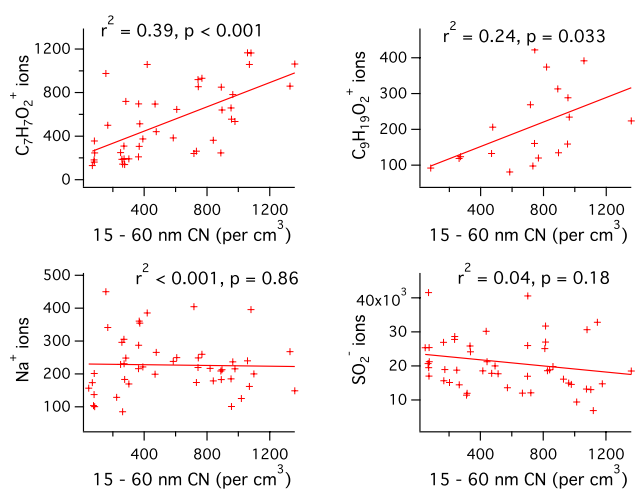 r² = 0.39, p < 0.001
C₇H₇O₂⁺ ions
1200
800
400
0
400
800
1200
15 - 60 nm CN (per cm³)
r² = 0.24, p = 0.033
C₉H₁₉O₂⁺ ions
400
300
200
100
400
800
1200
15 - 60 nm CN (per cm³)
r² < 0.001, p = 0.86
Na⁺ ions
500
400
300
200
100
400
800
1200
15 - 60 nm CN (per cm³)
r² = 0.04, p = 0.18
SO₂⁻ ions
40x10³
30
20
10
400
800
1200
15 - 60 nm CN (per cm³)